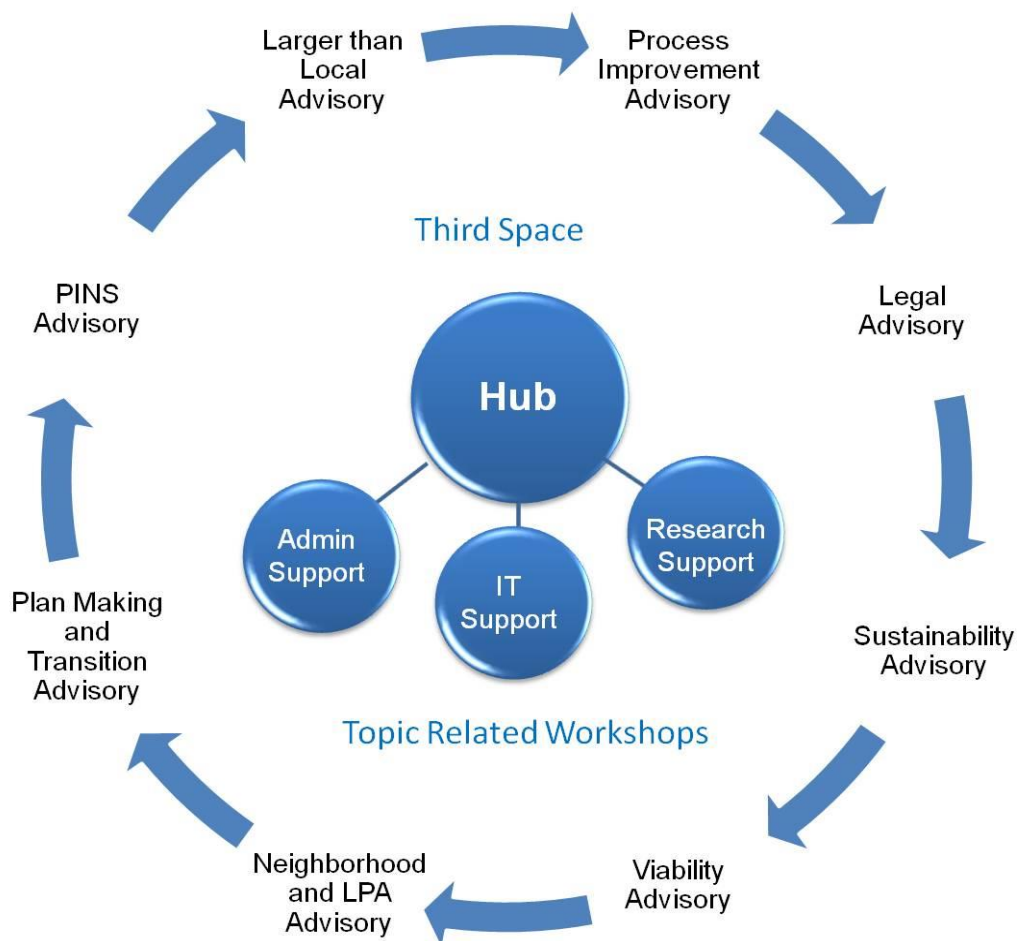 Larger than
Local
Advisory
Process
Improvement
Advisory
Third Space
PINS
Advisory
Legal
Advisory
Hub
Admin
Support
IT
Support
Research
Support
Plan Making
and
Transition
Advisory
Sustainability
Advisory
Topic Related Workshops
Neighborhood
and LPA
Advisory
Viability
Advisory